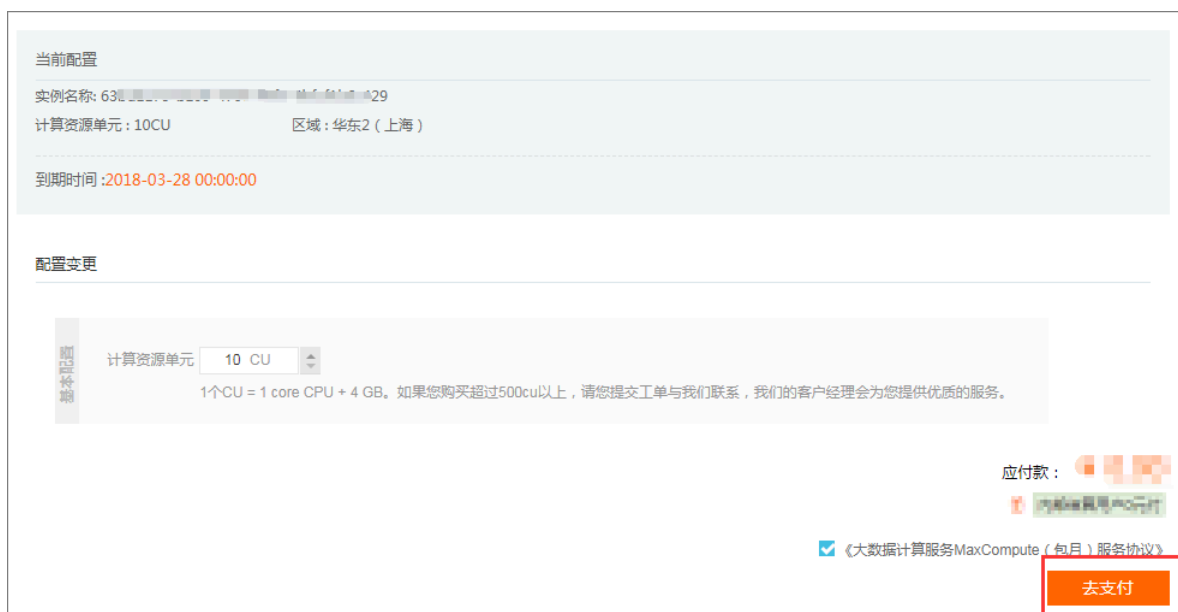 当前配置
实例名称: 63
29
计算资源单元 : 10CU 区域 : 华东2 ( 上海 )
到期时间 :2018-03-28 00:00:00
配置变更
基本配置
计算资源单元 10 CU
1个CU = 1 core CPU + 4 GB。如果您购买超过500cu以上，请您提交工单与我们联系，我们的客户经理会为您提供优质的服务。
应付款：
《大数据计算服务MaxCompute ( 包月 ) 服务协议》
去支付